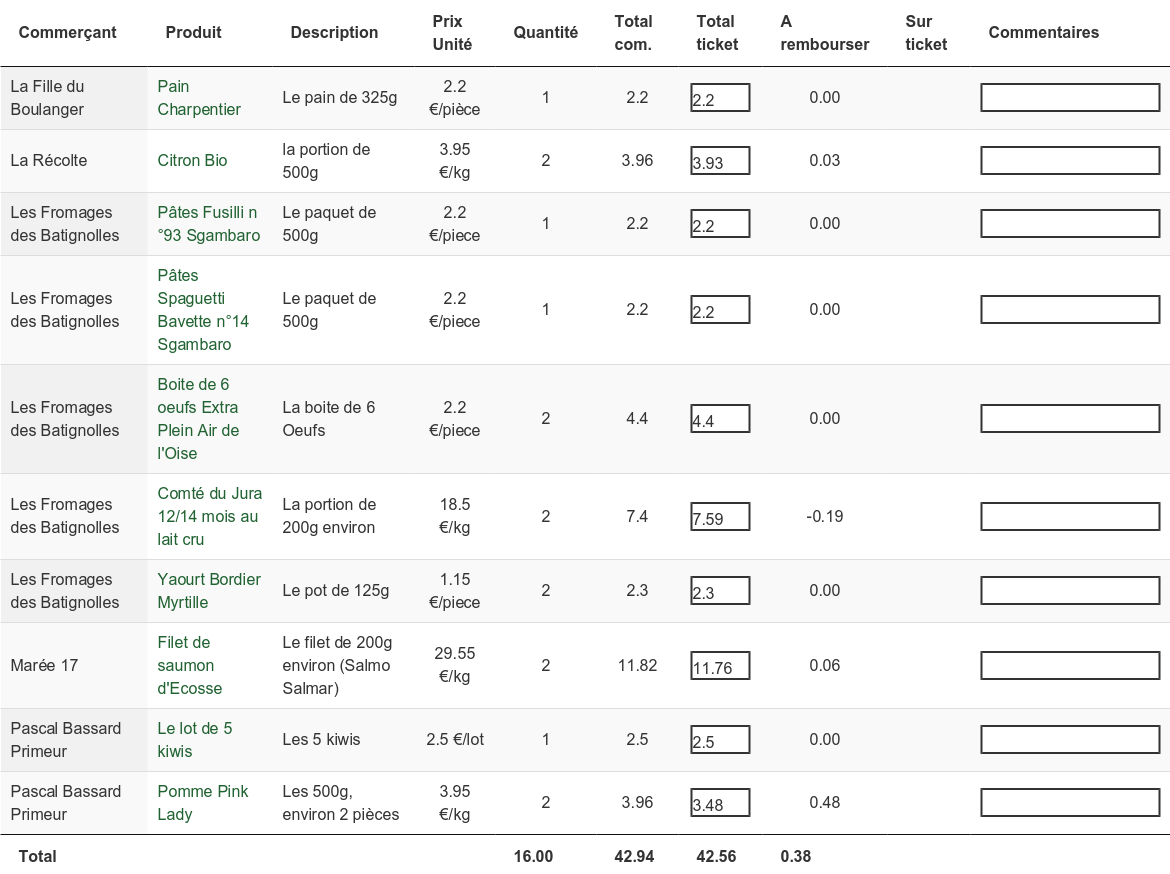 Commerçant Produit Description Prix Unité Quantité Total com. Total ticket A rembourser Sur ticket Commentaires
La Fille du Boulanger Pain Charpentier Le pain de 325g 2.2 €/pièce 1 2.2 2.2 0.00
La Récolte Citron Bio la portion de 500g 3.95 €/kg 2 3.96 3.93 0.03
Les Fromages des Batignolles Pâtes Fusilli n °93 Sgambaro Le paquet de 500g 2.2 €/piece 1 2.2 2.2 0.00
Les Fromages des Batignolles Pâtes Spaguetti Bavette n°14 Sgambaro Le paquet de 500g 2.2 €/piece 1 2.2 2.2 0.00
Les Fromages des Batignolles Boite de 6 oeufs Extra Plein Air de l'Oise La boite de 6 Oeufs 2.2 €/piece 2 4.4 4.4 0.00
Les Fromages des Batignolles Comté du Jura 12/14 mois au lait cru La portion de 200g environ 18.5 €/kg 2 7.4 7.59 -0.19
Les Fromages des Batignolles Yaourt Bordier Myrtille Le pot de 125g 1.15 €/piece 2 2.3 2.3 0.00
Marée 17 Filet de saumon d'Ecosse Le filet de 200g environ (Salmo Salmar) 29.55 €/kg 2 11.82 11.76 0.06
Pascal Bassard Primeur Le lot de 5 kiwis Les 5 kiwis 2.5 €/lot 1 2.5 2.5 0.00
Pascal Bassard Primeur Pomme Pink Lady Les 500g, environ 2 pièces 3.95 €/kg 2 3.96 3.48 0.48
Total 16.00 42.94 42.56 0.38